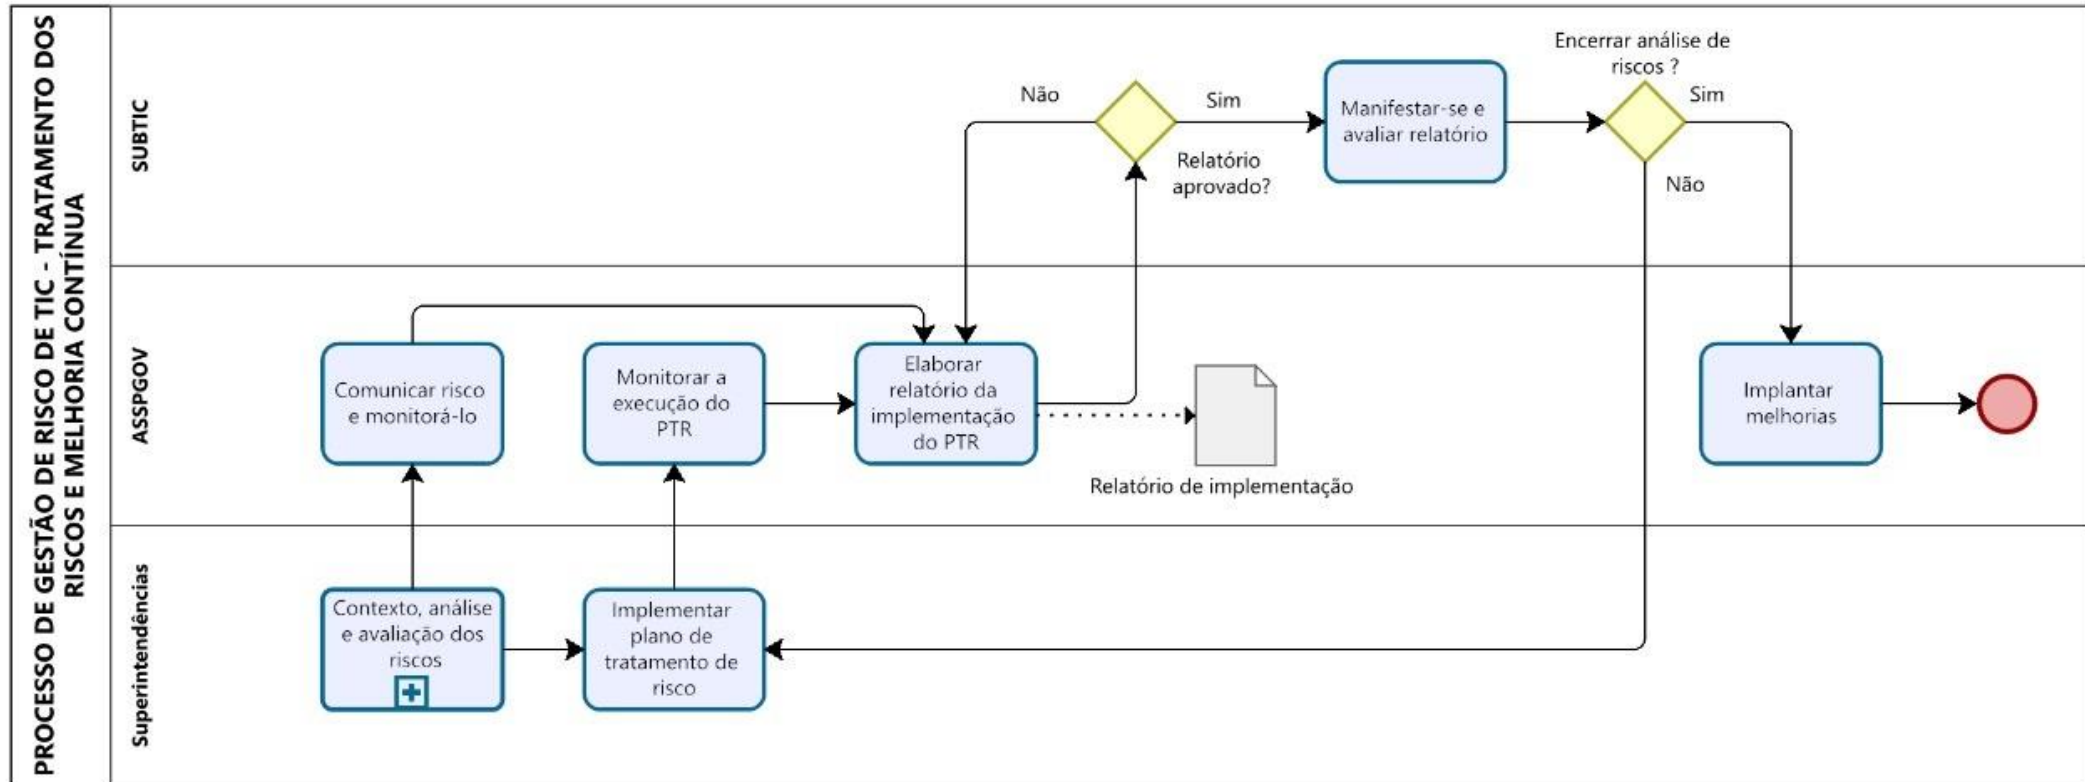 PROCESSO DE GESTÃO DE RISCO DE TIC - TRATAMENTO DOS
RISCOS E MELHORIA CONTÍNUA
SUBTIC
Não
Sim
Relatório
aprovado?
Manifestar-se e
avaliar relatório
Encerrar análise de
riscos ?
Sim
Não
ASSPGOV
Comunicar risco
e monitorá-lo
Monitorar a
execução do
PTR
Elaborar
relatório da
implementação
do PTR
Relatório de implementação
Implantar
melhorias
Superintendências
Contexto, análise
e avaliação dos
riscos
Implementar
plano de
tratamento de
risco